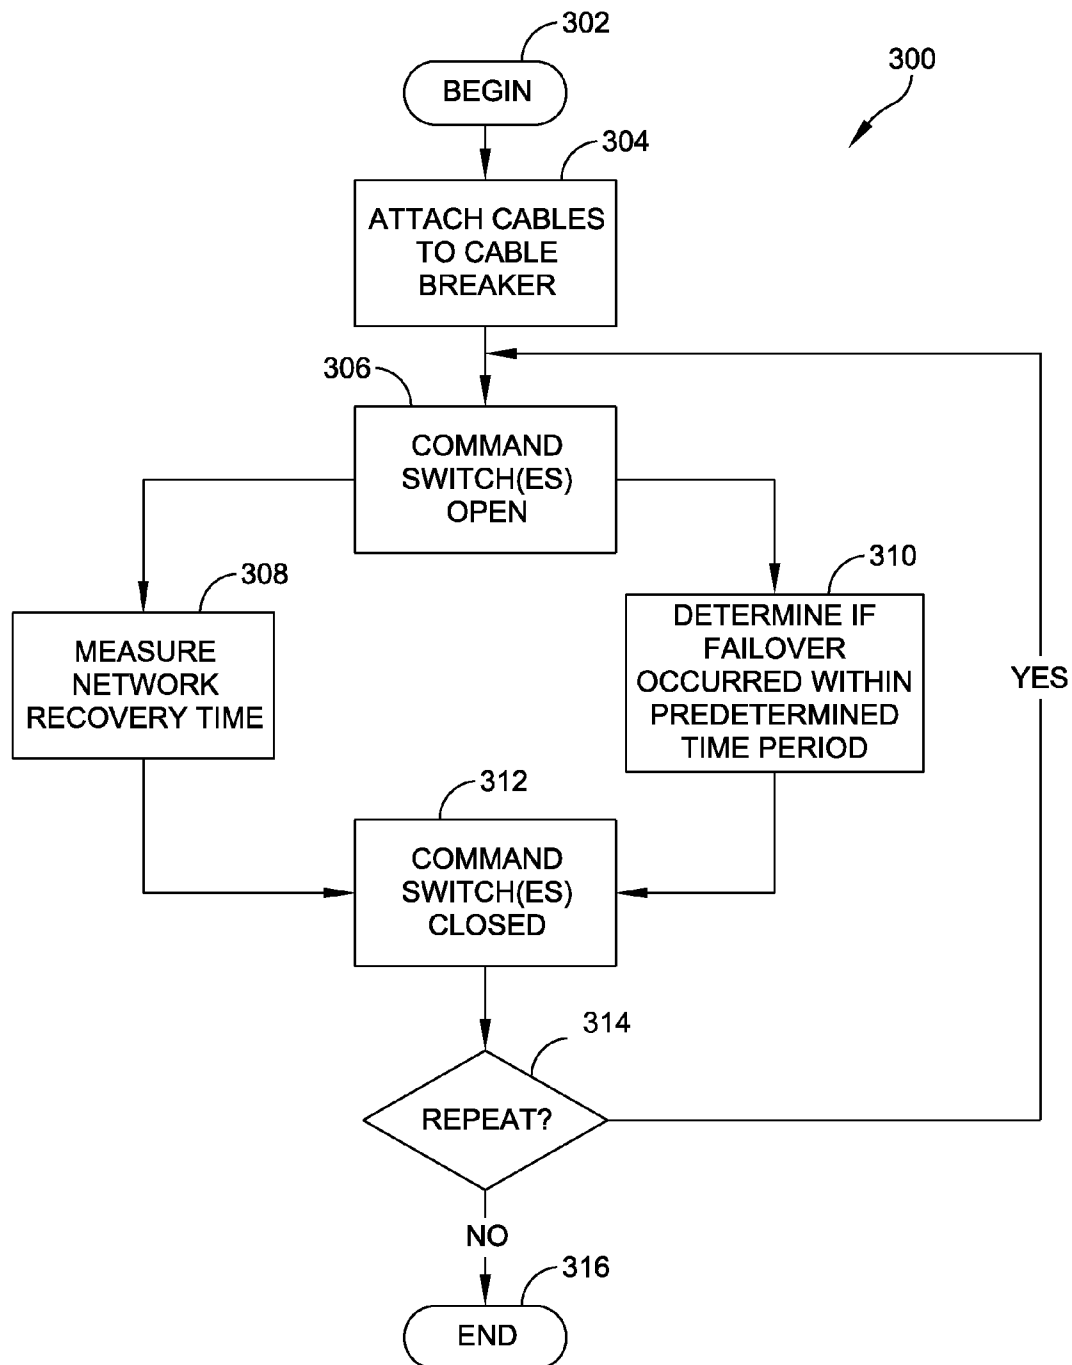 302
BEGIN
300
304
ATTACH CABLES
TO CABLE
BREAKER
306
COMMAND
SWITCH(ES)
OPEN
308
MEASURE
NETWORK
RECOVERY TIME
310
DETERMINE IF
FAILOVER
OCCURRED WITHIN
PREDETERMINED
TIME PERIOD
YES
312
COMMAND
SWITCH(ES)
CLOSED
314
REPEAT?
NO
316
END